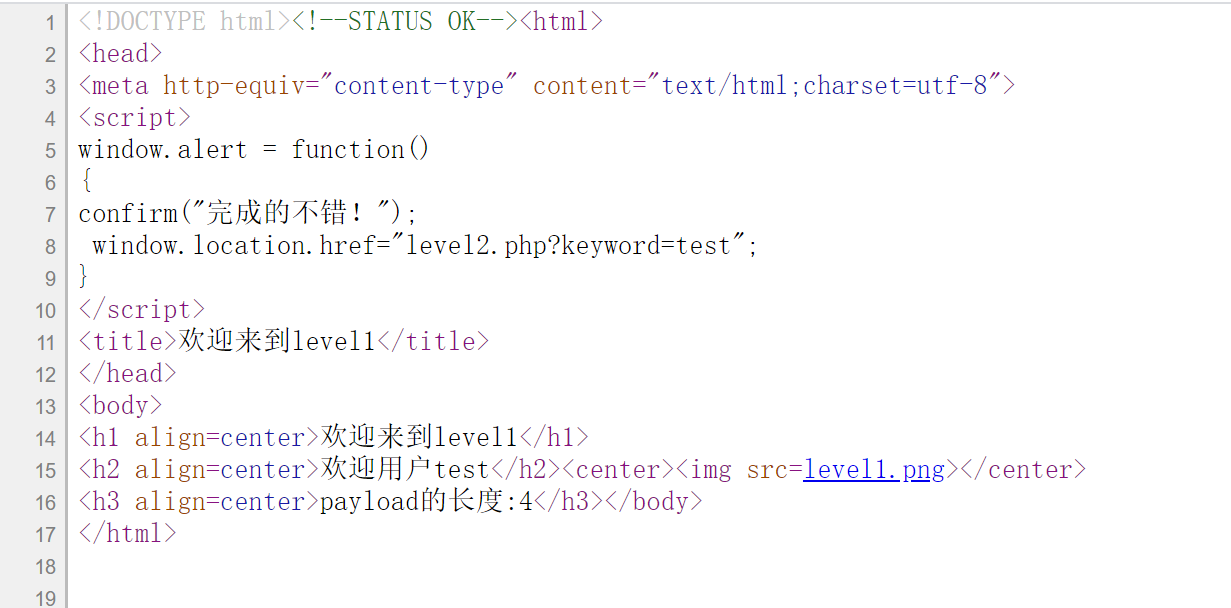 1 <!DOCTYPE html><!--STATUS OK--><html>
2 <head>
3 <meta http-equiv="content-type" content="text/html;charset=utf-8">
4 <script>
5 window.alert = function()
6 {
7 confirm("完成的不错！");
8  window.location.href="level2.php?keyword=test";
9 }
10 </script>
11 <title>欢迎来到level1</title>
12 </head>
13 <body>
14 <h1 align=center>欢迎来到level1</h1>
15 <h2 align=center>欢迎用户test</h2><center><img src=level1.png></center>
16 <h3 align=center>payload的长度:4</h3></body>
17 </html>
18
19